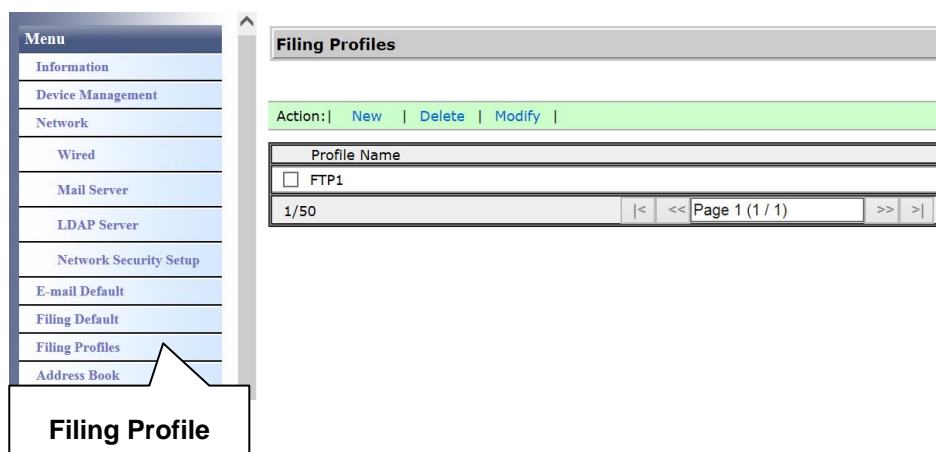 Menu
Information
Device Management
Network
Wired
Mail Server
LDAP Server
Network Security Setup
E-mail Default
Filing Default
Filing Profiles
Address Book
Filing Profile
Filing Profiles
Action:| New | Delete | Modify |
Profile Name
FTP1
1/50 |< << Page 1 (1 / 1) >> >|